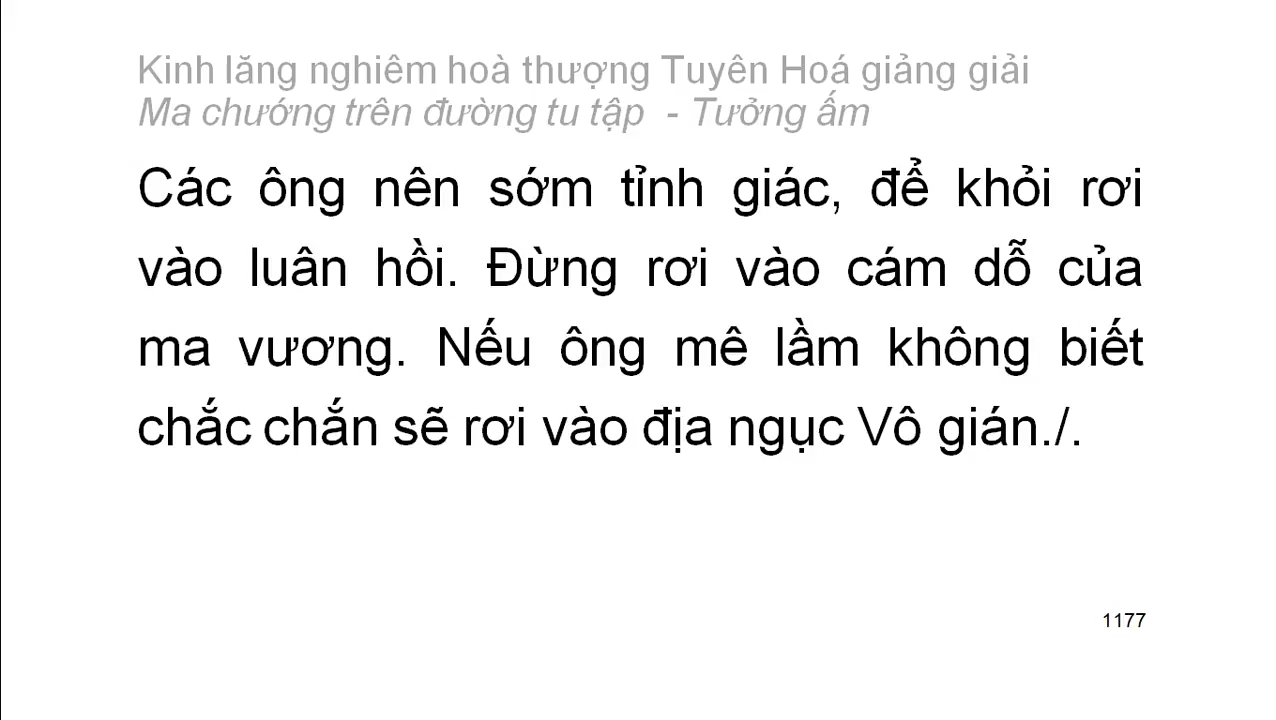 Kinh lăng nghiêm hoà thượng Tuyên Hoá giảng giải
Ma chướng trên đường tu tập - Tưởng ấm
Các ông nên sớm tỉnh giác, để khỏi rơi
vào luân hồi. Đừng rơi vào cám dỗ của
ma vương. Nếu ông mê lầm không biết
chắc chắn sẽ rơi vào địa ngục Vô gián./.
1177